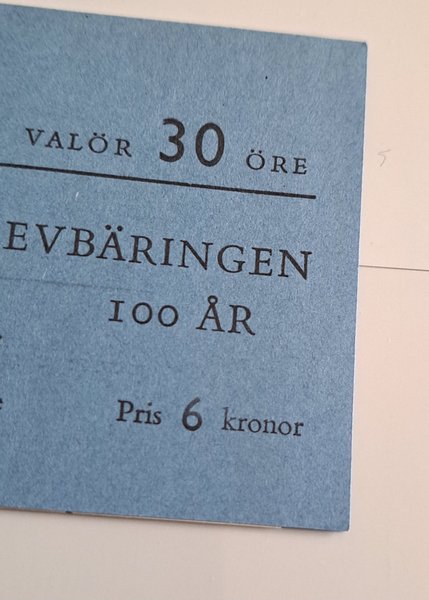 VALÖR 30 ÖRE
EVBÄRINGEN
100 ÅR
Pris 6 kronor